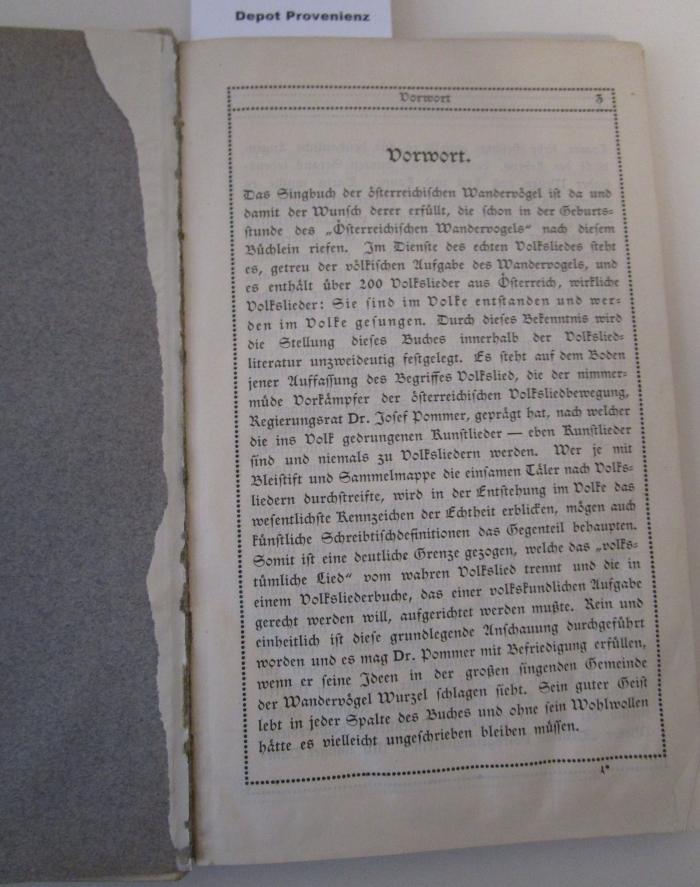 Depot Provenienz
Vorwort 3
Vorwort.
Das Singbuch der österreichischen Wandervögel ist da und
damit der Wunsch derer erfüllt, die schon in der Geburts-
stunde des „Österreichischen Wandervogels“ nach diesem
Büchlein riefen. Im Dienste des echten Volksliedes steht
es, getreu der völkischen Aufgabe des Wandervogels, und
es enthält über 200 Volkslieder aus Österreich, wirkliche
Volkslieder: Sie sind im Volke entstanden und wer-
den im Volke gesungen. Durch dieses Bekenntnis wird
die Stellung dieses Buches innerhalb der Volkslied-
literatur unzweideutig festgelegt. Es steht auf dem Boden
jener Auffassung des Begriffes Volkslied, die der nimmer-
müde Vorkämpfer der österreichischen Volksliedbewegung,
Regierungsrat Dr. Josef Pommer, geprägt hat, nach welcher
die ins Volk gedrungenen Kunstlieder — eben Kunstlieder
sind und niemals zu Volksliedern werden. Wer je mit
Bleistift und Sammelmappe die einsamen Täler nach Volks-
liedern durchstreifte, wird in der Entstehung im Volke das
wesentlichste Kennzeichen der Echtheit erblicken, mögen auch
künstliche Schreibtischdefinitionen das Gegenteil behaupten.
Somit ist eine deutliche Grenze gezogen, welche das „volks-
tümliche Lied“ vom wahren Volkslied trennt und die in
einem Volksliederbuche, das einer volkskundlichen Aufgabe
gerecht werden will, aufgerichtet werden mußte. Rein und
einheitlich ist diese grundlegende Anschauung durchgeführt
worden und es mag Dr. Pommer mit Befriedigung erfüllen,
wenn er seine Ideen in der großen singenden Gemeinde
der Wandervögel Wurzel schlagen sieht. Sein guter Geist
lebt in jeder Spalte des Buches und ohne sein Wohlwollen
hätte es vielleicht ungeschrieben bleiben müssen.
1*